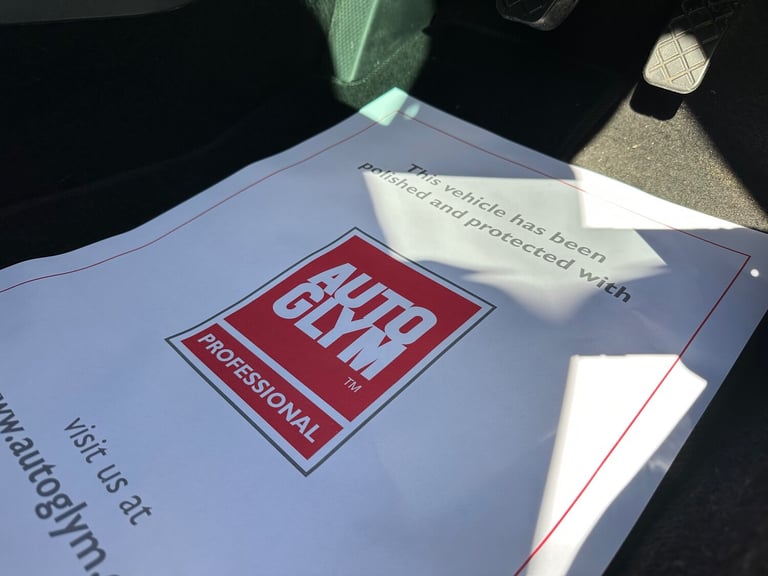 This vehicle has been
polished and protected with
AUTO
GLYM
TM
PROFESSIONAL
visit us at
www.autoglym.